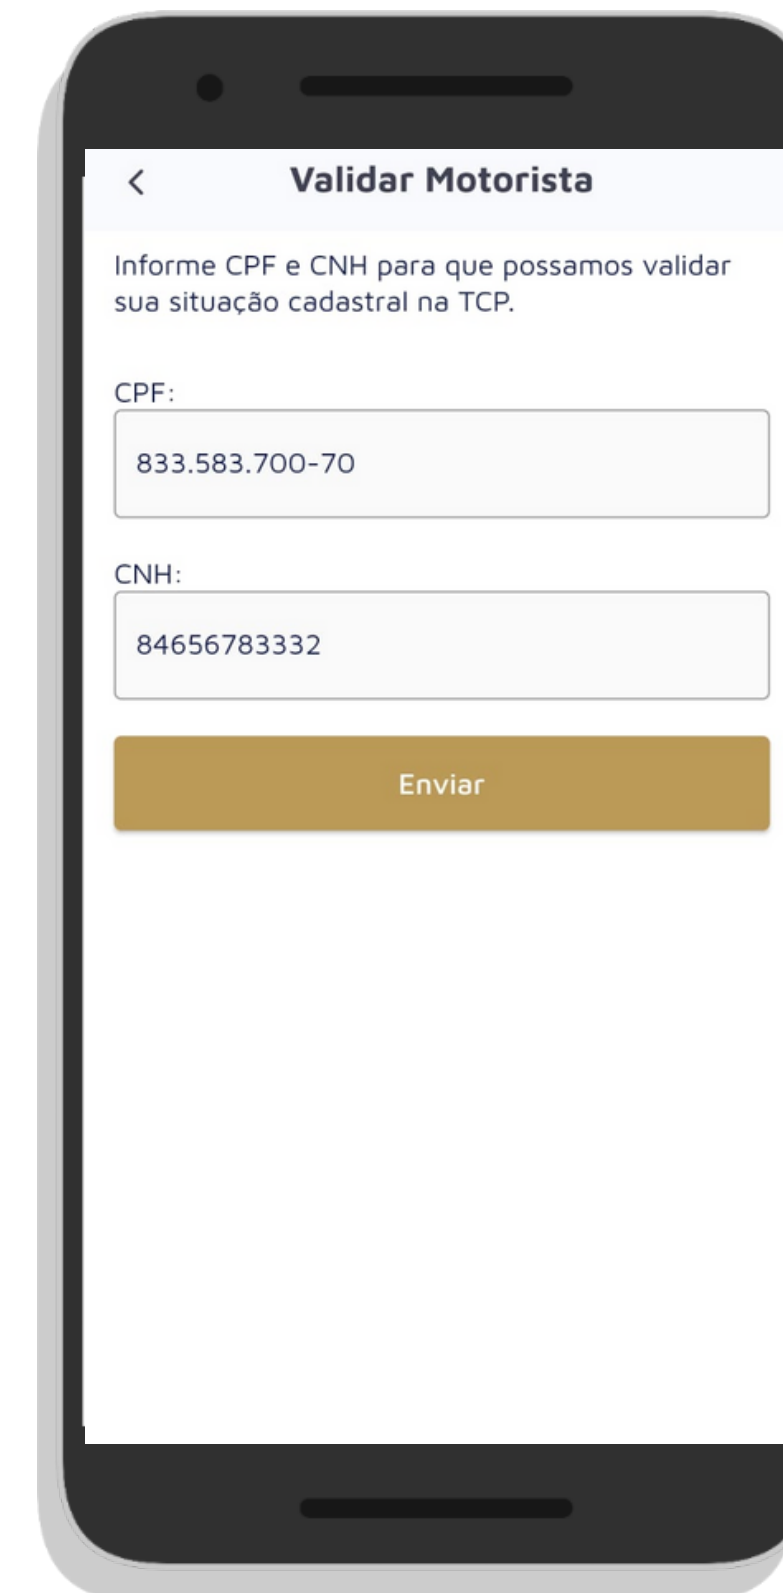 Validar Motorista
Informe CPF e CNH para que possamos validar
sua situação cadastral na TCP.
CPF:
833.583.700-70
CNH:
84656783332
Enviar